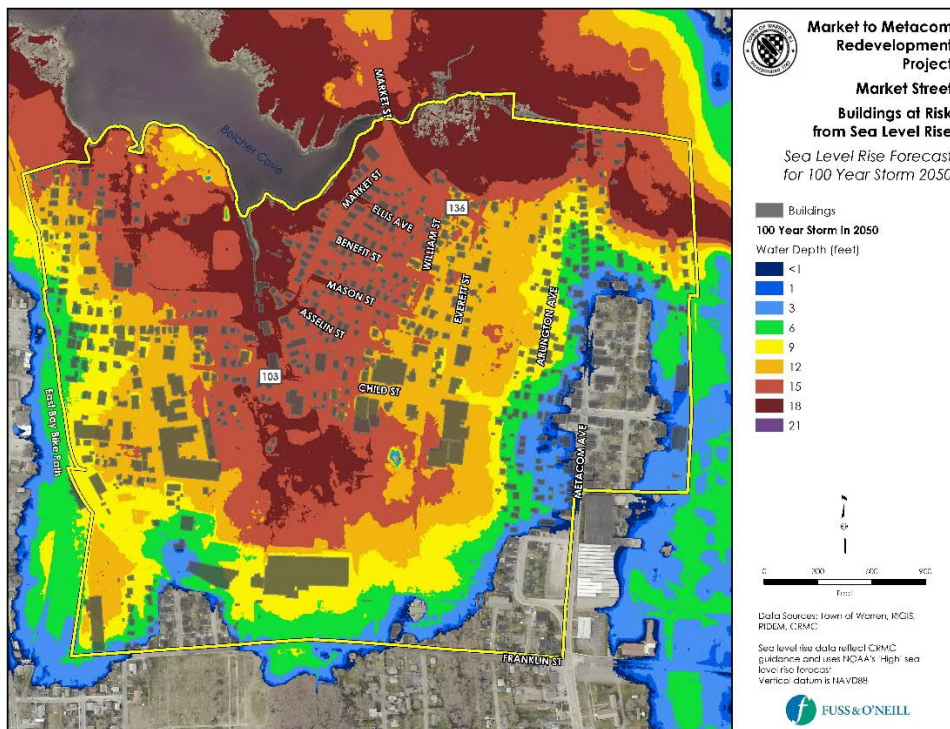 Market to Metacom
Redevelopment
Project
Market Street
Buildings at Risk
from Sea Level Rise
Sea Level Rise Forecast
for 100 Year Storm 2050
Buildings
100 Year Storm in 2050
Water Depth (feet)
<1
1
3
6
9
12
15
18
21
0 300 600 900
Feet
Data Sources: Town of Warren, RIGIS,
RIDEM, CRMC
Sea level rise data reflect CRMC
guidance and uses NOAA's 'High' sea
level rise forecast
Vertical datum is NAVD88
FUSS & O'NEILL
MARKET ST
Belcher Cove
MARKET ST
ELLIS AVE
136
WILLIAM ST
BENEFIT ST
MASON ST
EVERETT ST
ASSELIN ST
ARLINGTON AVE
103
CHILD ST
East Bay Bike Path
METACOM AVE
FRANKLIN ST